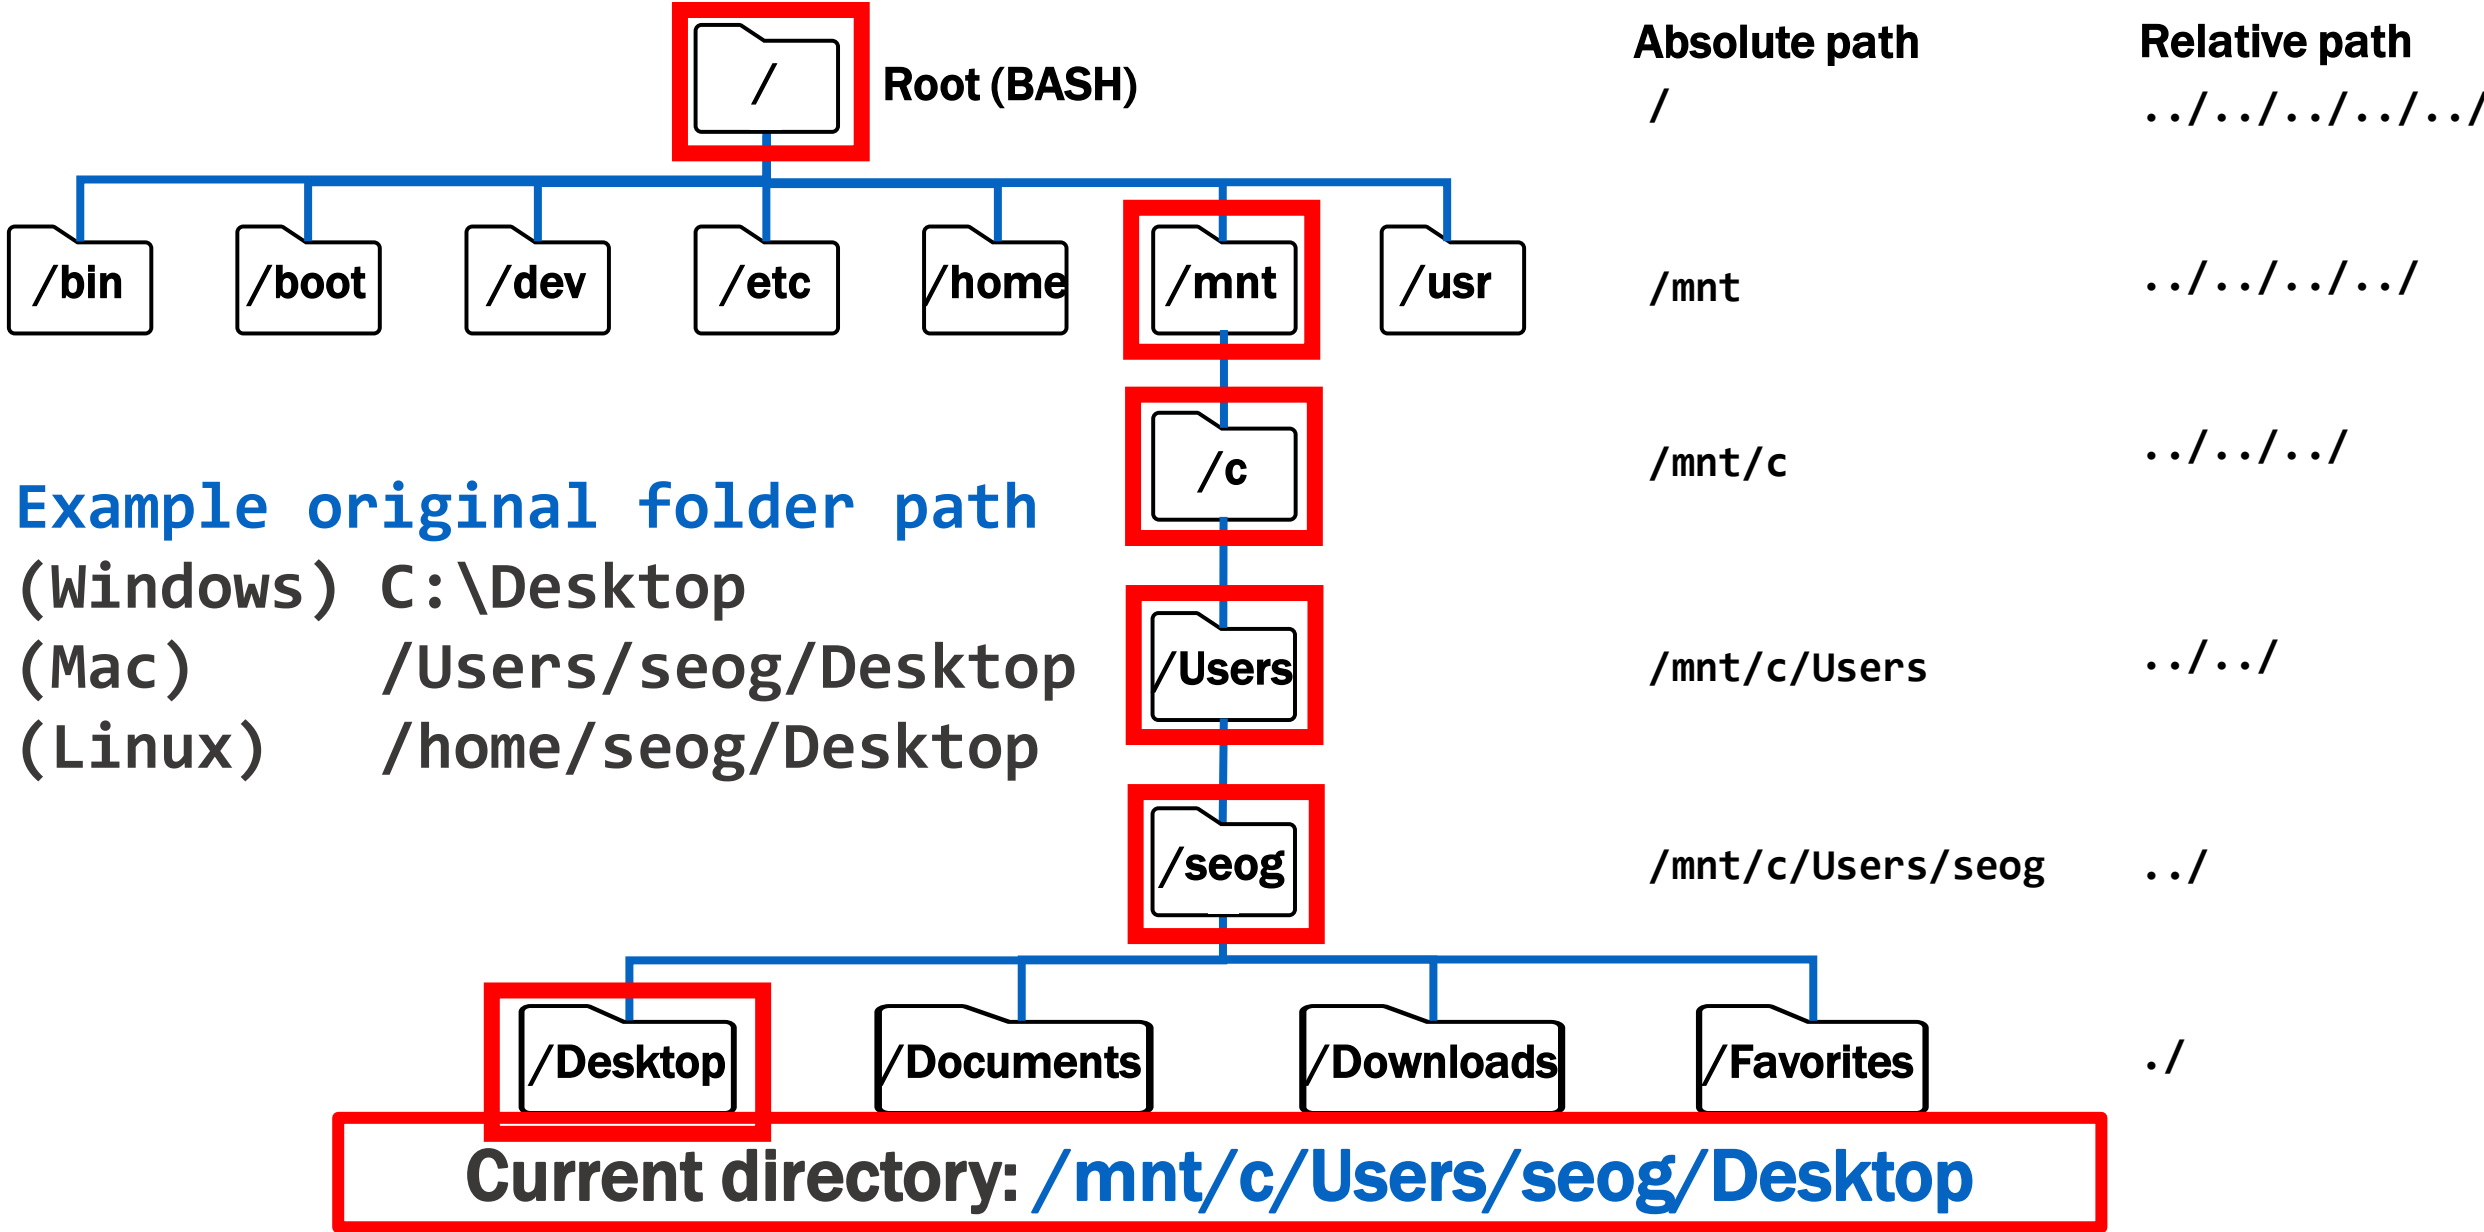 Absolute path
Relative path
/
Root (BASH)
/
../../../../../
/bin
/boot
/dev
/etc
/home
/mnt
/usr
/mnt
../../../../
/c
/mnt/c
../../../
Example original folder path
(Windows) C:\Desktop
(Mac) /Users/seog/Desktop
(Linux) /home/seog/Desktop
/Users
/mnt/c/Users
../../
/seog
/mnt/c/Users/seog
../
/Desktop
/Documents
/Downloads
/Favorites
./
Current directory: /mnt/c/Users/seog/Desktop